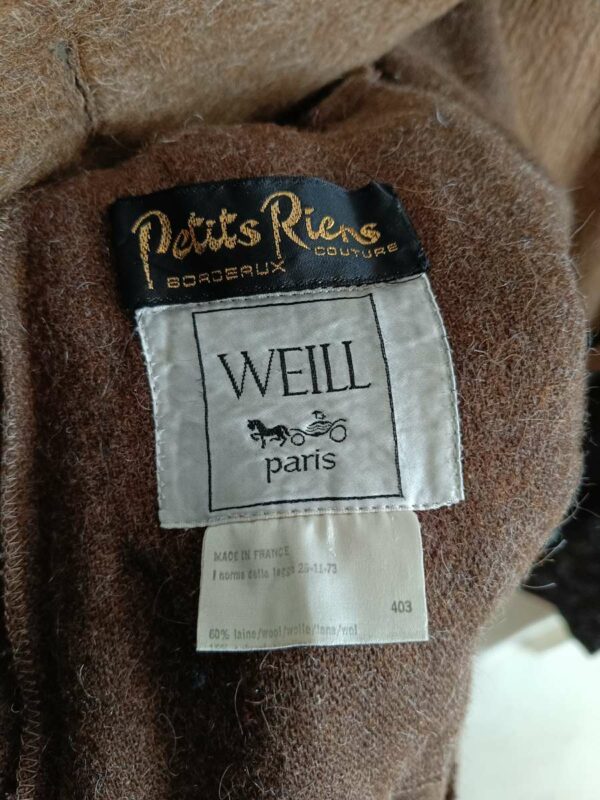 Petits Riens
BORDEAUX COUTURE
WEILL
paris
MADE IN FRANCE
norma della legge 26-11-73
403
60% laine/wool/wolle/lana/wol